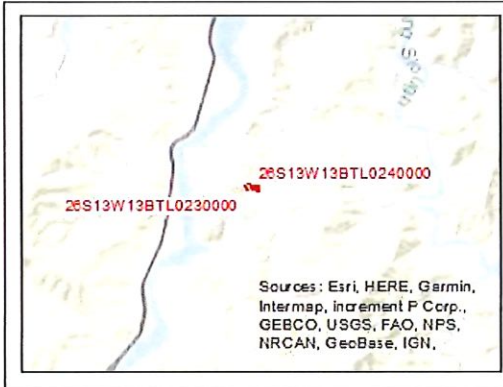 26S13W13BTL0240000
26S13W13BTL0230000
Sources: Esri, HERE, Garmin,
Intermap, increment P Corp.,
GEBCO, USGS, FAO, NPS,
NRCAN, GeoBase, IGN,